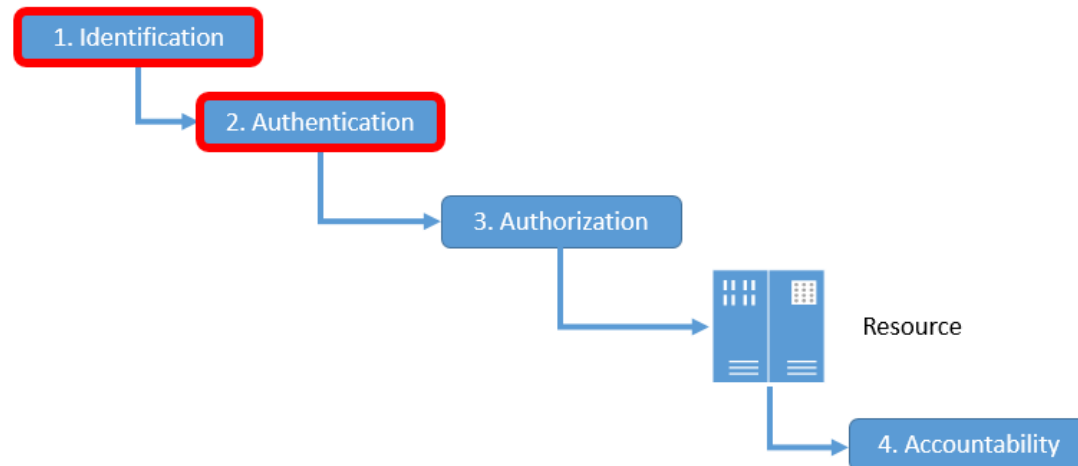 1. Identification
2. Authentication
3. Authorization
Resource
4. Accountability